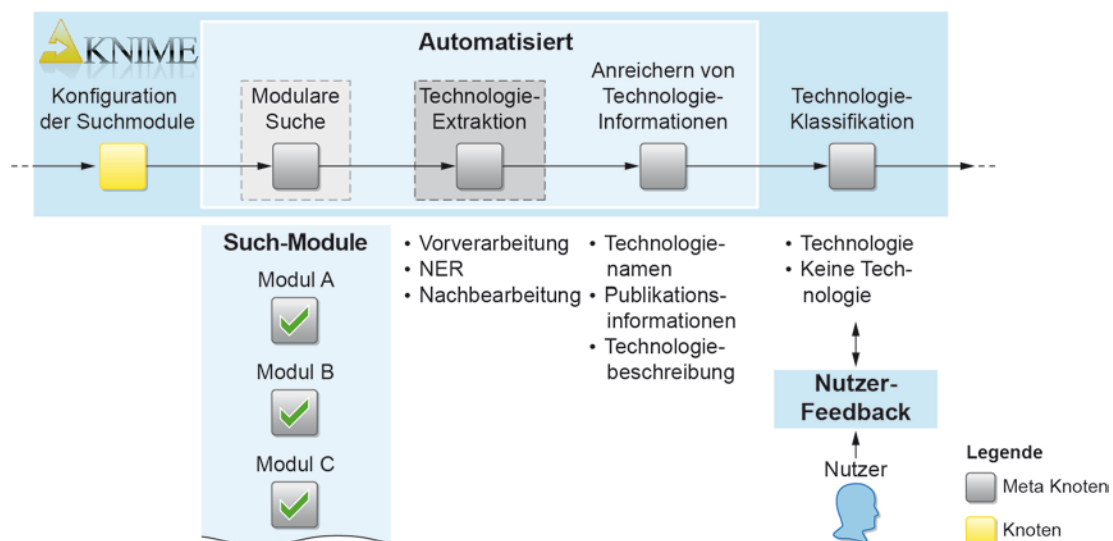 KNIME
Automatisiert
Konfiguration
der Suchmodule
Modulare
Suche
Technologie-
Extraktion
Anreichern von
Technologie-
Informationen
Technologie-
Klassifikation
Such-Module
Modul A
Modul B
Modul C
• Vorverarbeitung
• NER
• Nachbearbeitung
• Technologie-
namen
• Publikations-
informationen
• Technologie-
beschreibung
• Technologie
• Keine Tech-
nologie
Nutzer-
Feedback
Nutzer
Legende
Meta Knoten
Knoten